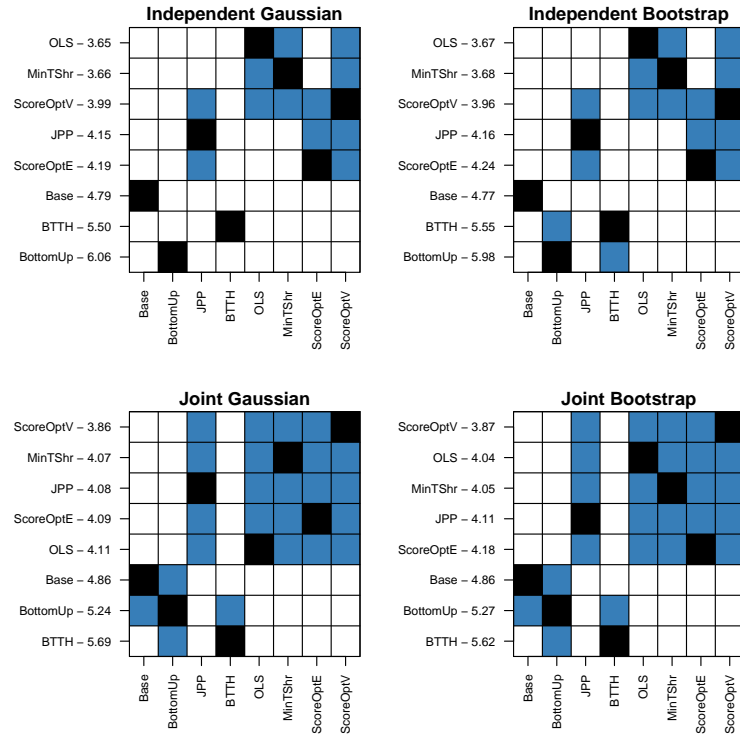 Independent Gaussian
OLS − 3.65
MinTShr − 3.66
ScoreOptV − 3.99
JPP − 4.15
ScoreOptE − 4.19
Base − 4.79
BTTH − 5.50
BottomUp − 6.06
Base
BottomUp
JPP
BTTH
OLS
MinTShr
ScoreOptE
ScoreOptV
Independent Bootstrap
OLS − 3.67
MinTShr − 3.68
ScoreOptV − 3.96
JPP − 4.16
ScoreOptE − 4.24
Base − 4.77
BTTH − 5.55
BottomUp − 5.98
Base
BottomUp
JPP
BTTH
OLS
MinTShr
ScoreOptE
ScoreOptV
Joint Gaussian
ScoreOptV − 3.86
MinTShr − 4.07
JPP − 4.08
ScoreOptE − 4.09
OLS − 4.11
Base − 4.86
BottomUp − 5.24
BTTH − 5.69
Base
BottomUp
JPP
BTTH
OLS
MinTShr
ScoreOptE
ScoreOptV
Joint Bootstrap
ScoreOptV − 3.87
OLS − 4.04
MinTShr − 4.05
JPP − 4.11
ScoreOptE − 4.18
Base − 4.86
BottomUp − 5.27
BTTH − 5.62
Base
BottomUp
JPP
BTTH
OLS
MinTShr
ScoreOptE
ScoreOptV